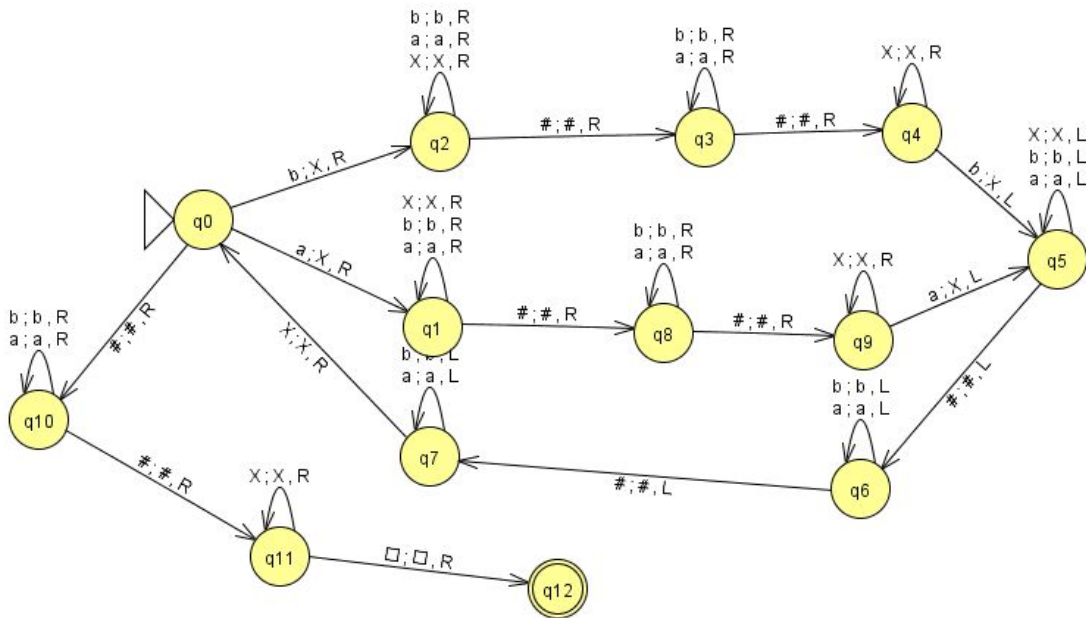 b ; b , R
a ; a , R
X ; X , R
b ; b , R
a ; a , R
X ; X , R
q2
# ; # , R
q3
# ; # , R
q4
b ; X , R
b ; X , L
X ; X , L
b ; b , L
a ; a , L
q0
X ; X , R
b ; b , R
a ; a , R
b ; b , R
a ; a , R
X ; X , R
q5
a ; X , R
q1
# ; # , R
q8
# ; # , R
q9
a ; X , L
# ; # , R
X ; X , R
# ; # , L
b ; b , R
a ; a , R
q10
b ; b , L
a ; a , L
q7
b ; b , L
a ; a , L
q6
# ; # , L
# ; # , R
X ; X , R
q11
□ ; □ , R
q12